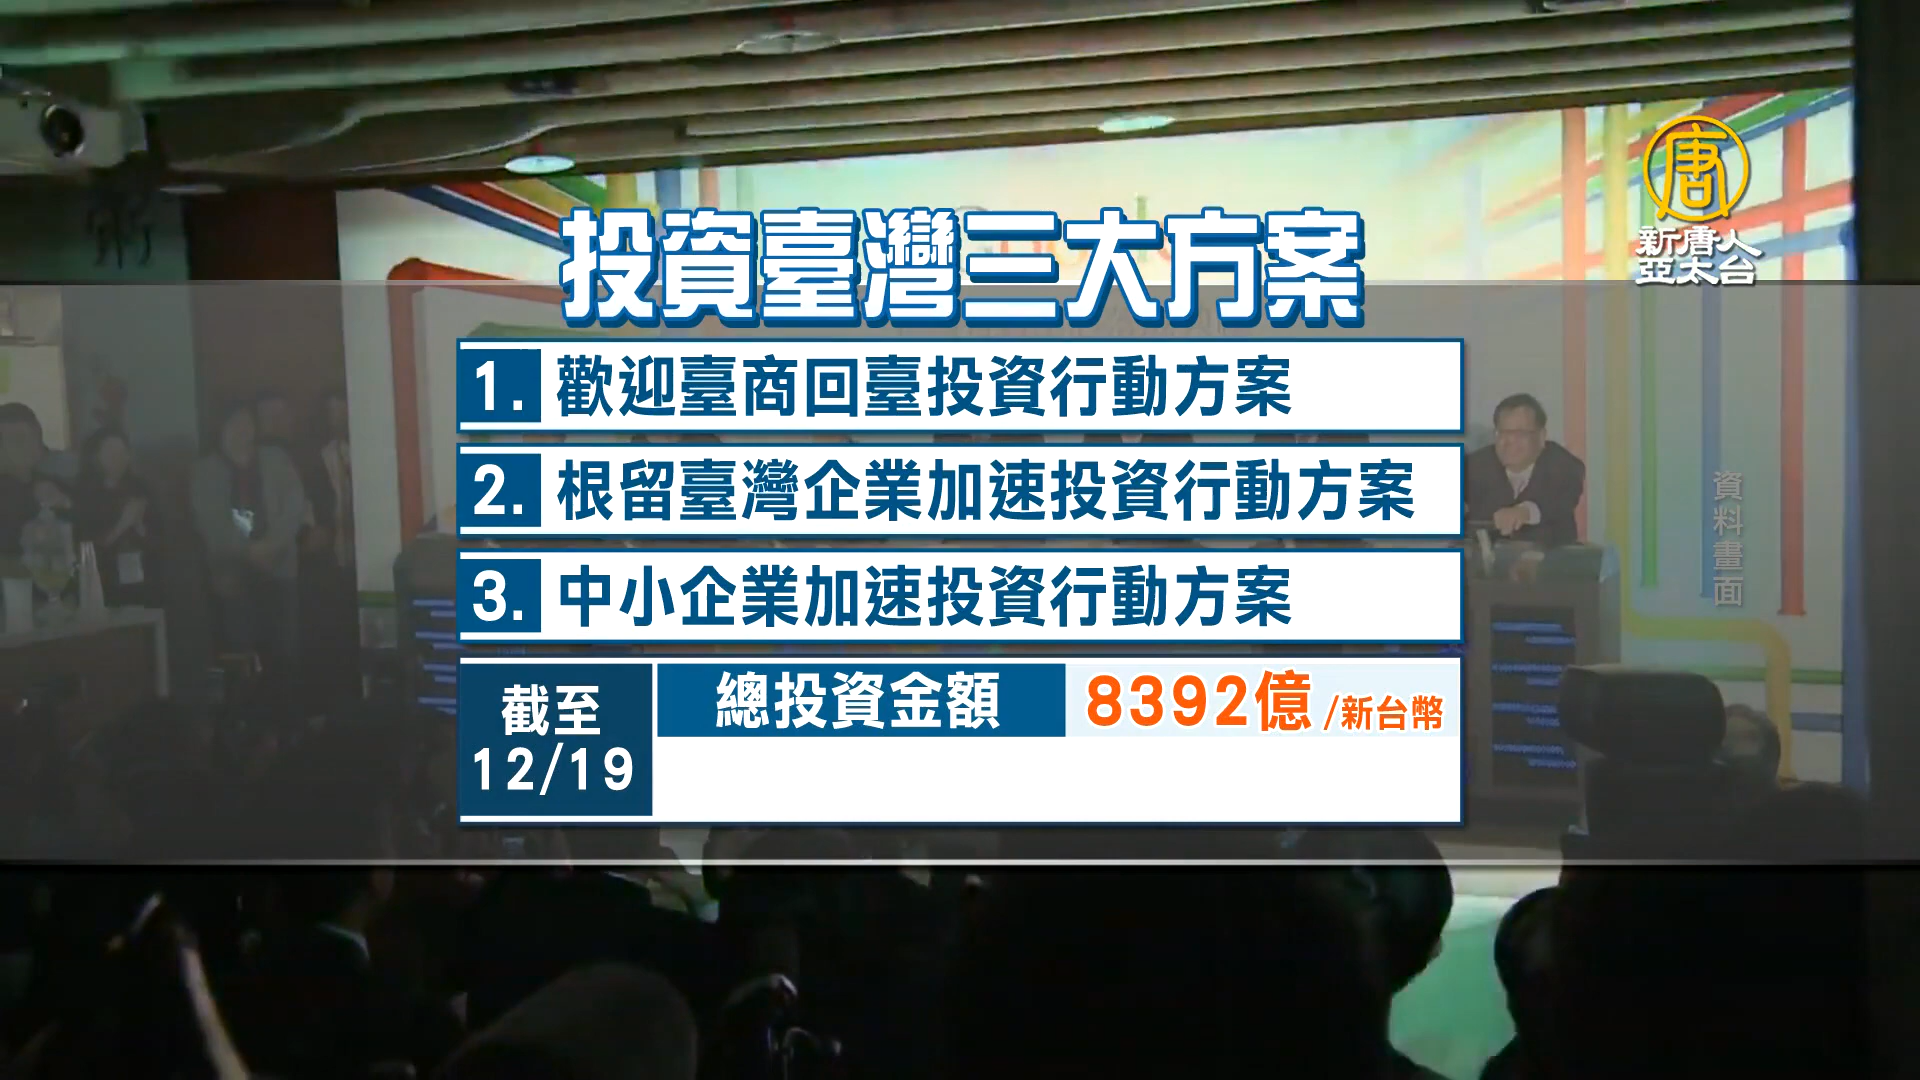 唐
新唐人
亞太台
投資臺灣三大方案
1. 歡迎臺商回臺投資行動方案
2. 根留臺灣企業加速投資行動方案
3. 中小企業加速投資行動方案
截至
12/19
總投資金額 8392億 /新台幣
資料畫面